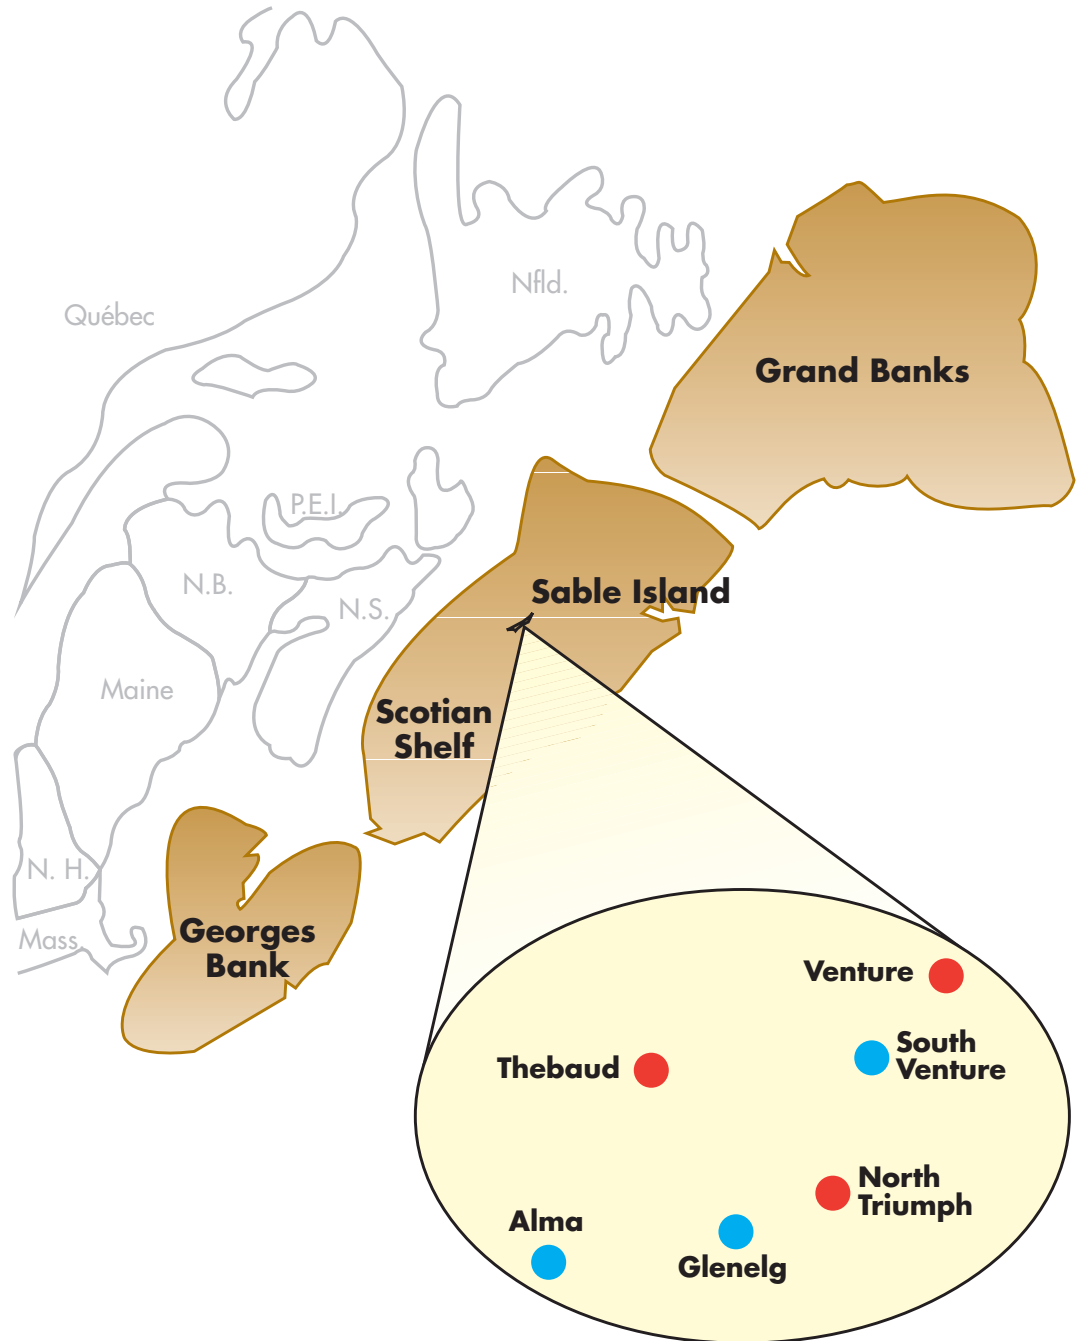 Nfld.
Québec
Grand Banks
P.E.I.
N.B.
Sable Island
N.S.
Maine
Scotian
Shelf
N. H.
Georges
Bank
Mass.
Venture
South
Venture
Thebaud
North
Triumph
Alma
Glenelg